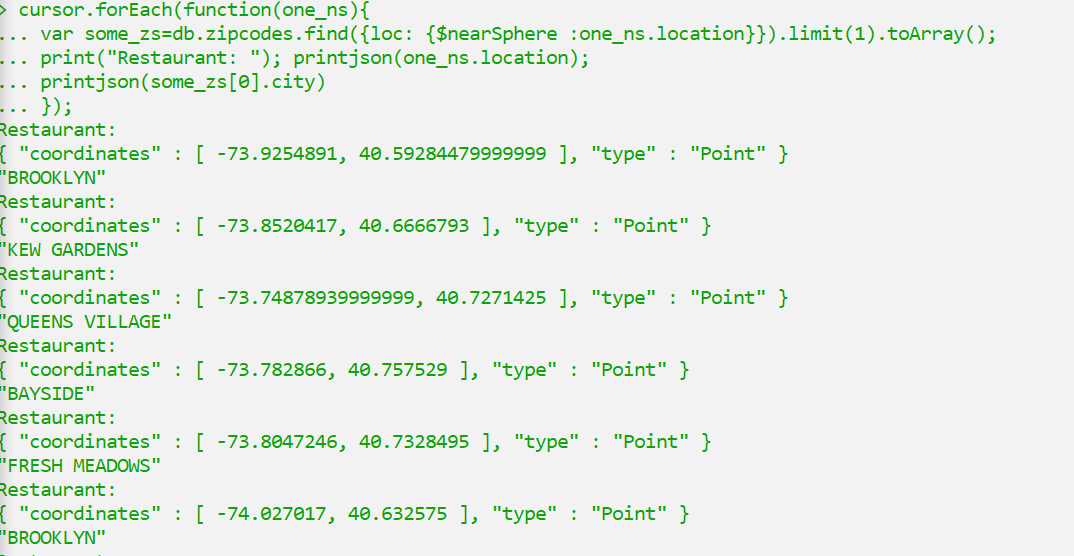 > cursor.forEach(function(one_ns){
... var some_zs=db.zipcodes.find({loc: {$nearSphere :one_ns.location}}).limit(1).toArray();
... print("Restaurant: "); printjson(one_ns.location);
... printjson(some_zs[0].city)
... });
Restaurant:
{ "coordinates" : [ -73.9254891, 40.59284479999999 ], "type" : "Point" }
"BROOKLYN"
Restaurant:
{ "coordinates" : [ -73.8520417, 40.6666793 ], "type" : "Point" }
"KEW GARDENS"
Restaurant:
{ "coordinates" : [ -73.74878939999999, 40.7271425 ], "type" : "Point" }
"QUEENS VILLAGE"
Restaurant:
{ "coordinates" : [ -73.782866, 40.757529 ], "type" : "Point" }
"BAYSIDE"
Restaurant:
{ "coordinates" : [ -73.8047246, 40.7328495 ], "type" : "Point" }
"FRESH MEADOWS"
Restaurant:
{ "coordinates" : [ -74.027017, 40.632575 ], "type" : "Point" }
"BROOKLYN"